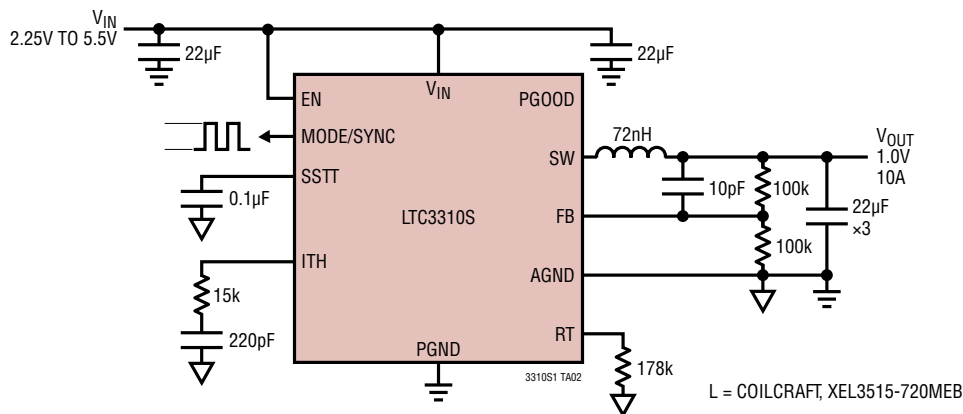 VIN
2.25V TO 5.5V
22µF
22µF
VIN
EN
PGOOD
MODE/SYNC
72nH
SW
VOUT
1.0V
10A
SSTT
0.1µF
10pF
100k
LTC3310S
FB
22µF
×3
100k
ITH
AGND
15k
220pF
RT
PGND
178k
3310S1 TA02
L = COILCRAFT, XEL3515-720MEB